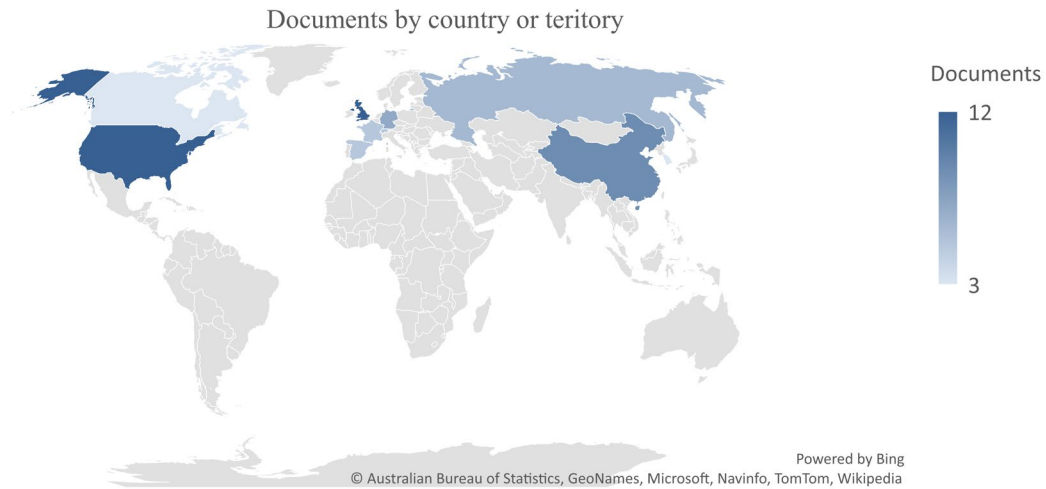 Documents by country or teritory
Documents
12
3
Powered by Bing
© Australian Bureau of Statistics, GeoNames, Microsoft, Navinfo, TomTom, Wikipedia